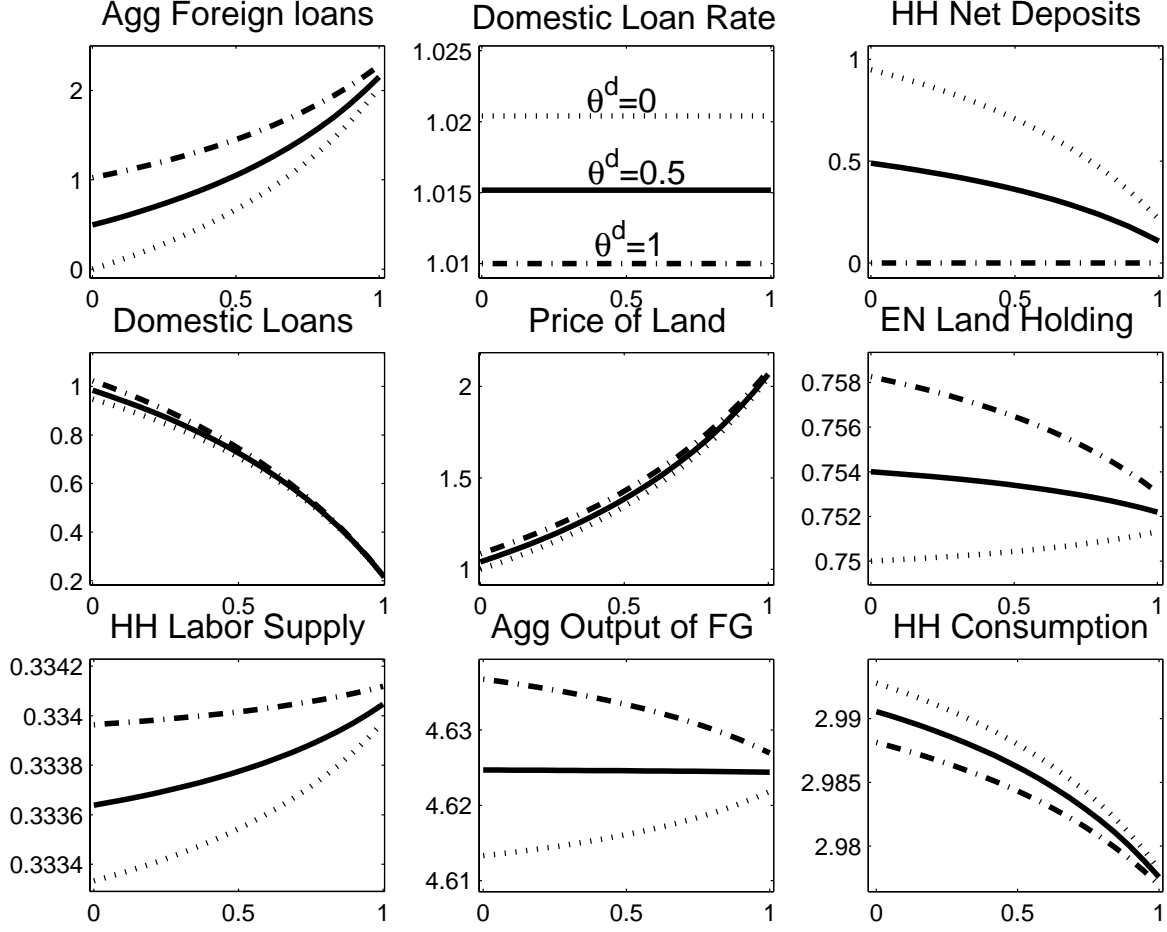 Agg Foreign loans
2
1
0
0 0.5 1
Domestic Loan Rate
1.025
1.02
1.015
1.01
θ^d=0
θ^d=0.5
θ^d=1
0 0.5 1
HH Net Deposits
1
0.5
0
0 0.5 1
Domestic Loans
1
0.8
0.6
0.4
0.2
0 0.5 1
Price of Land
2
1.5
1
0 0.5 1
EN Land Holding
0.758
0.756
0.754
0.752
0.75
0 0.5 1
HH Labor Supply
0.3342
0.334
0.3338
0.3336
0.3334
0 0.5 1
Agg Output of FG
4.63
4.62
4.61
0 0.5 1
HH Consumption
2.99
2.985
2.98
0 0.5 1